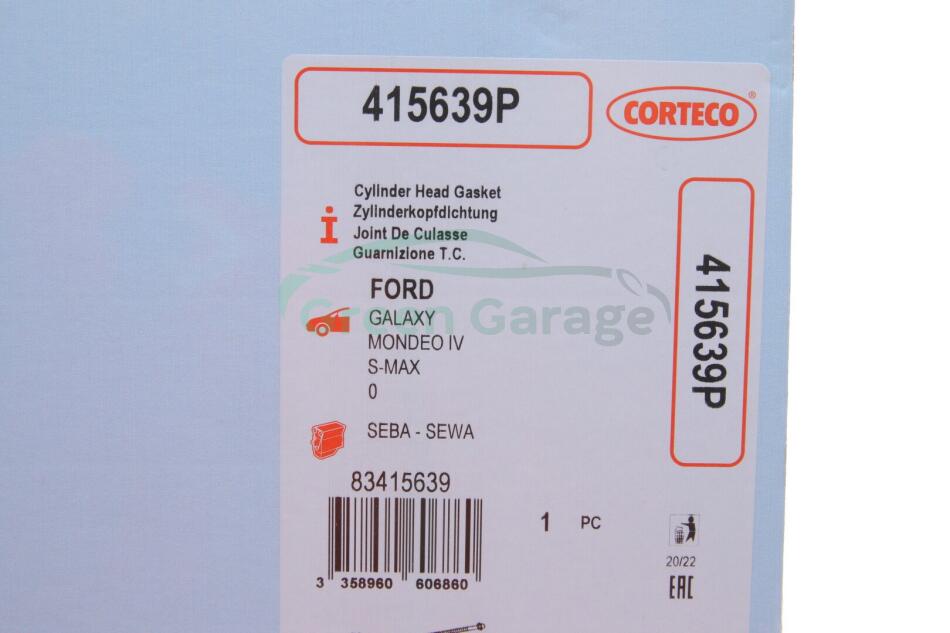 415639P
CORTECO®
Cylinder Head Gasket
Zylinderkopfdichtung
Joint De Culasse
Guarnizione T.C.
FORD
GALAXY
MONDEO IV
S-MAX
0
Green Garage
SEBA - SEWA
83415639
3 358960 606860
1 PC
415639P
20/22
EAC